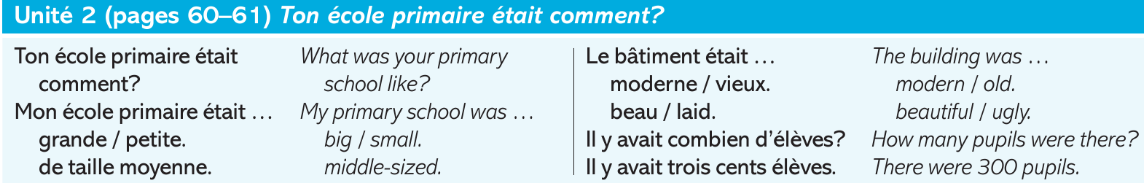 Unité 2 (pages 60–61) Ton école primaire était comment?
Ton école primaire était
comment?
What was your primary
school like?
Mon école primaire était …
My primary school was …
grande / petite.
big / small.
de taille moyenne.
middle-sized.
Le bâtiment était …
The building was …
moderne / vieux.
modern / old.
beau / laid.
beautiful / ugly.
Il y avait combien d'élèves?
How many pupils were there?
Il y avait trois cents élèves.
There were 300 pupils.